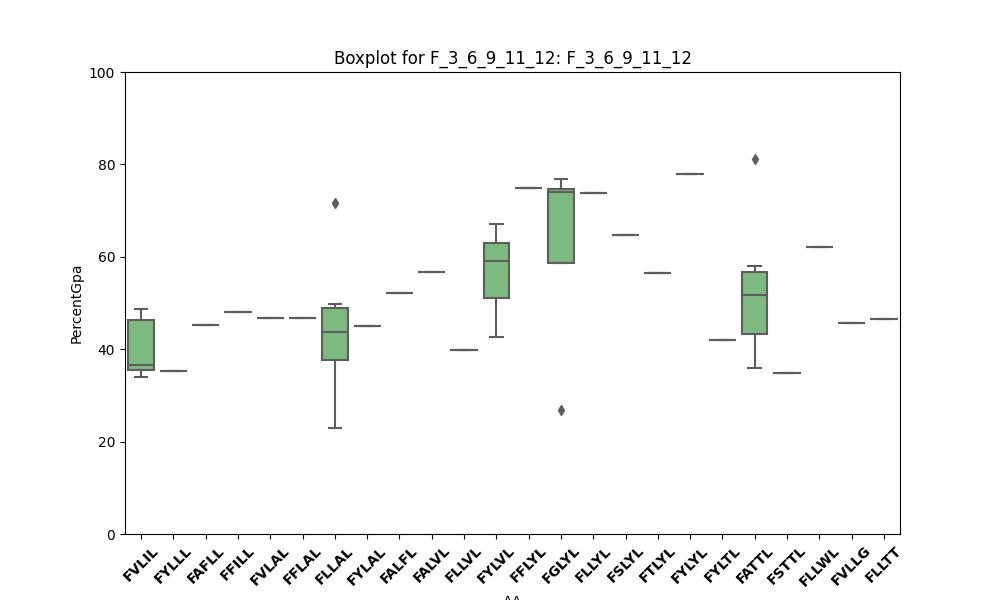 Boxplot for F_3_6_9_11_12: F_3_6_9_11_12
PercentGpa
100
80
60
40
20
0
FVLIL
FYLLL
FAFLL
FFILL
FVLAL
FFLAL
FLLAL
FYLAL
FALFL
FALVL
FLLVL
FYLVL
FFLYL
FGLYL
FLLYL
FSLYL
FTLYL
FYLYL
FYLTL
FATTL
FSTTL
FLLWL
FVLLG
FLLTT
AA